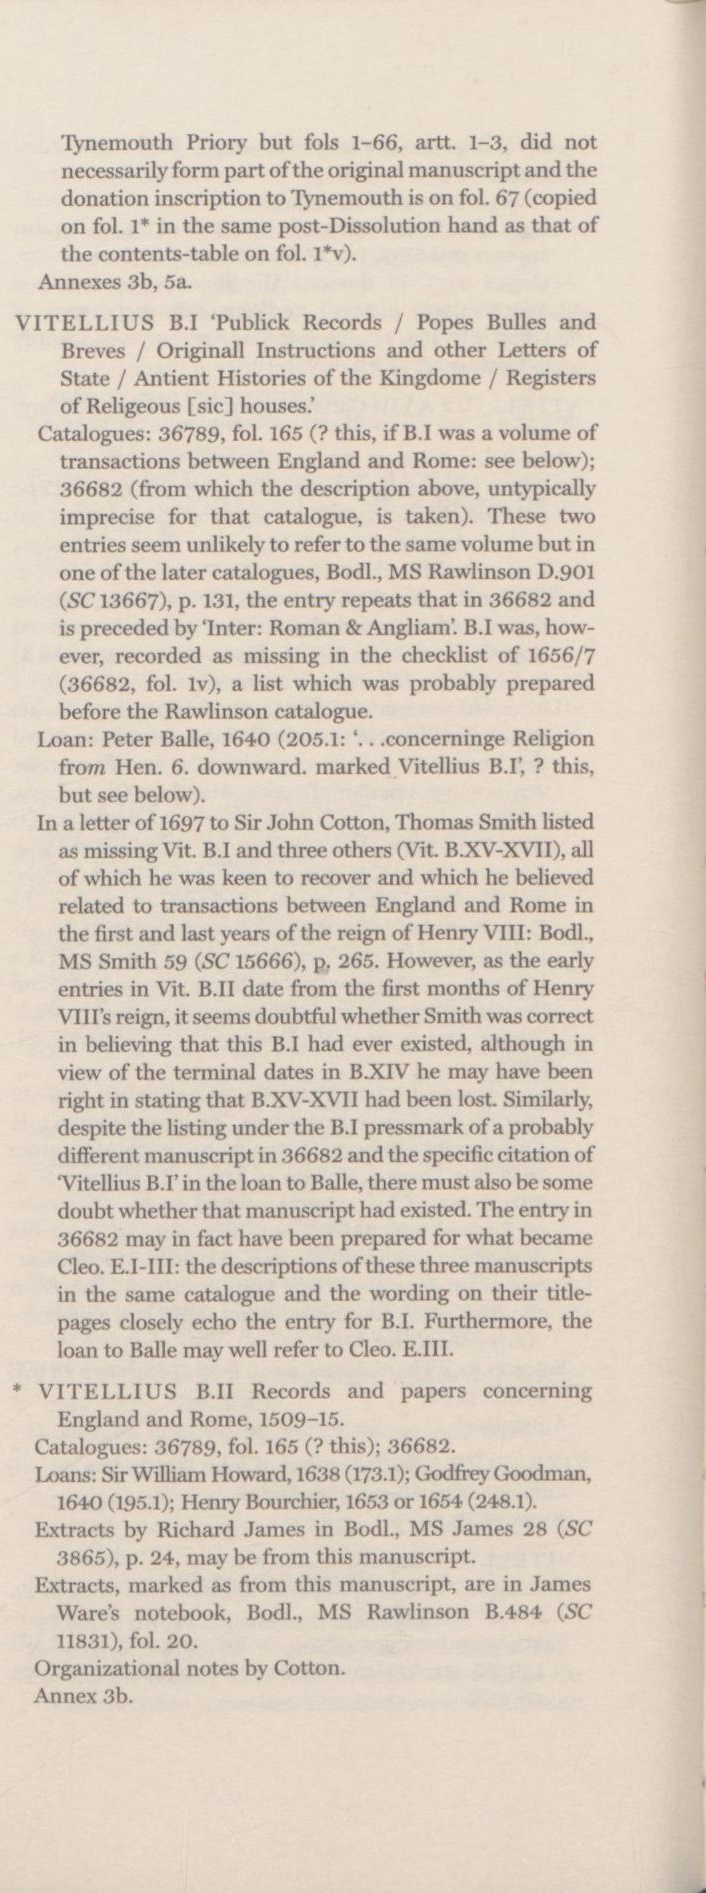 Tynemouth Priory but fols 1–66, artt. 1–3, did not
necessarily form part of the original manuscript and the
donation inscription to Tynemouth is on fol. 67 (copied
on fol. 1* in the same post-Dissolution hand as that of
the contents-table on fol. 1*v).
Annexes 3b, 5a.
VITELLIUS B.I ‘Publick Records / Popes Bulles and
Breves / Originall Instructions and other Letters of
State / Antient Histories of the Kingdome / Registers
of Religeous [sic] houses.’
Catalogues: 36789, fol. 165 (? this, if B.I was a volume of
transactions between England and Rome: see below);
36682 (from which the description above, untypically
imprecise for that catalogue, is taken). These two
entries seem unlikely to refer to the same volume but in
one of the later catalogues, Bodl., MS Rawlinson D.901
(SC 13667), p. 131, the entry repeats that in 36682 and
is preceded by ‘Inter: Roman & Angliam’. B.I was, how-
ever, recorded as missing in the checklist of 1656/7
(36682, fol. 1v), a list which was probably prepared
before the Rawlinson catalogue.
Loan: Peter Balle, 1640 (205.1: ‘. . .concerninge Religion
from Hen. 6. downward. marked Vitellius B.I’, ? this,
but see below).
In a letter of 1697 to Sir John Cotton, Thomas Smith listed
as missing Vit. B.I and three others (Vit. B.XV-XVII), all
of which he was keen to recover and which he believed
related to transactions between England and Rome in
the first and last years of the reign of Henry VIII: Bodl.,
MS Smith 59 (SC 15666), p. 265. However, as the early
entries in Vit. B.II date from the first months of Henry
VIII’s reign, it seems doubtful whether Smith was correct
in believing that this B.I had ever existed, although in
view of the terminal dates in B.XIV he may have been
right in stating that B.XV-XVII had been lost. Similarly,
despite the listing under the B.I pressmark of a probably
different manuscript in 36682 and the specific citation of
‘Vitellius B.I’ in the loan to Balle, there must also be some
doubt whether that manuscript had existed. The entry in
36682 may in fact have been prepared for what became
Cleo. E.I-III: the descriptions of these three manuscripts
in the same catalogue and the wording on their title-
pages closely echo the entry for B.I. Furthermore, the
loan to Balle may well refer to Cleo. E.III.
* VITELLIUS B.II Records and papers concerning
England and Rome, 1509–15.
Catalogues: 36789, fol. 165 (? this); 36682.
Loans: Sir William Howard, 1638 (173.1); Godfrey Goodman,
1640 (195.1); Henry Bourchier, 1653 or 1654 (248.1).
Extracts by Richard James in Bodl., MS James 28 (SC
3865), p. 24, may be from this manuscript.
Extracts, marked as from this manuscript, are in James
Ware’s notebook, Bodl., MS Rawlinson B.484 (SC
11831), fol. 20.
Organizational notes by Cotton.
Annex 3b.